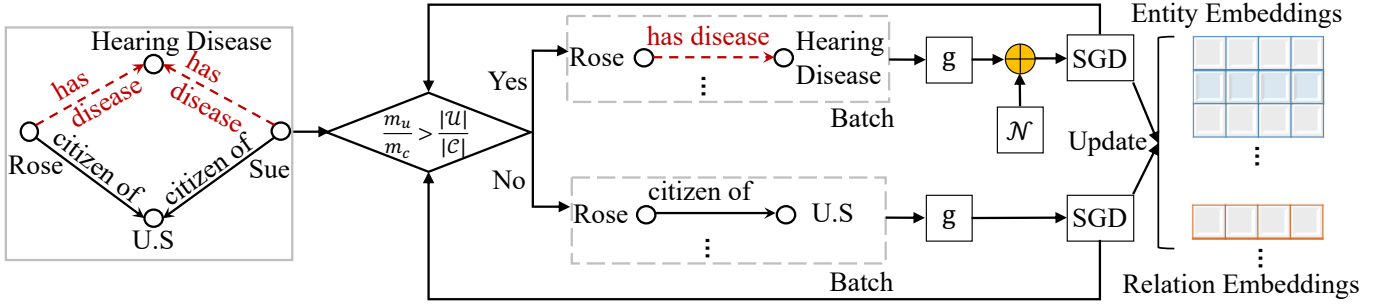 Hearing Disease
has disease
has disease
Rose
Sue
citizen of
citizen of
U.S
m_u/m_c > |𝒰|/|𝒞|
Yes
No
Rose
has disease
Hearing
Disease
⋮
Batch
g
𝒩
SGD
Rose
citizen of
U.S
⋮
Batch
g
SGD
Update
Entity Embeddings
⋮
Relation Embeddings
⋮